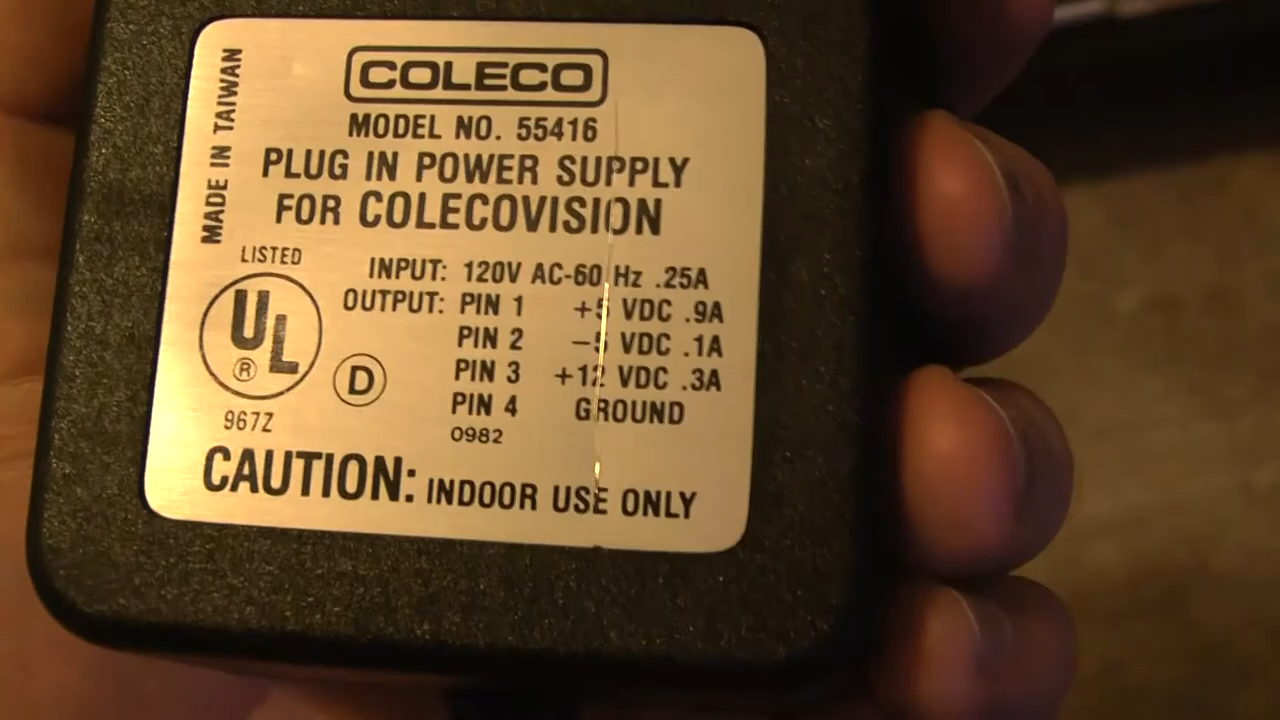 MADE IN TAIWAN
COLECO
MODEL NO. 55416
PLUG IN POWER SUPPLY
FOR COLECOVISION
LISTED
UL
®
967Z
D
INPUT: 120V AC-60 Hz .25A
OUTPUT: PIN 1 +5 VDC .9A
PIN 2 -5 VDC .1A
PIN 3 +12 VDC .3A
PIN 4 GROUND
0982
CAUTION: INDOOR USE ONLY